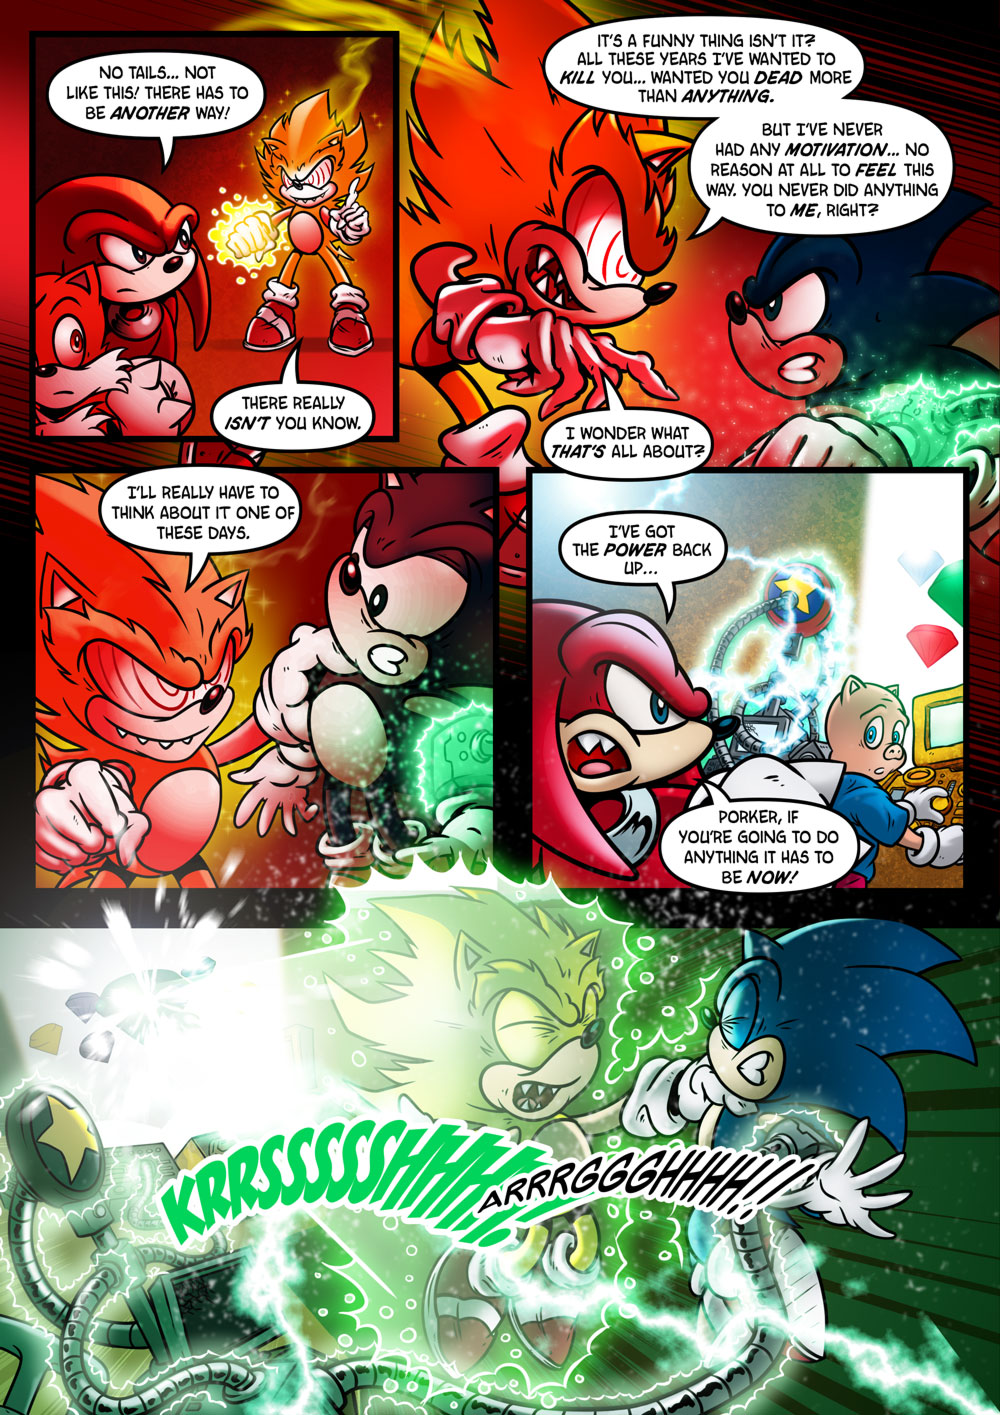 NO TAILS... NOT
LIKE THIS! THERE HAS TO
BE ANOTHER WAY!
THERE REALLY
ISN'T YOU KNOW.
IT'S A FUNNY THING ISN'T IT?
ALL THESE YEARS I'VE WANTED TO
KILL YOU... WANTED YOU DEAD MORE
THAN ANYTHING.
BUT I'VE NEVER
HAD ANY MOTIVATION... NO
REASON AT ALL TO FEEL THIS
WAY. YOU NEVER DID ANYTHING
TO ME, RIGHT?
I WONDER WHAT
THAT'S ALL ABOUT?
I'LL REALLY HAVE TO
THINK ABOUT IT ONE OF
THESE DAYS.
I'VE GOT
THE POWER BACK
UP...
PORKER, IF
YOU'RE GOING TO DO
ANYTHING IT HAS TO
BE NOW!
KRRSSSSSSHHHH!!!
ARRRGGGHHHH!!!